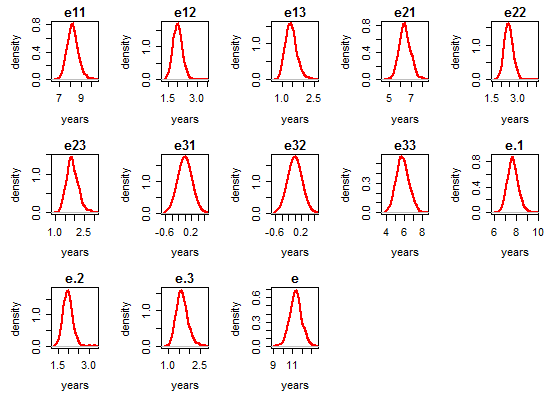 e11 e12 e13 e21 e22
density 0.0 0.4 0.8 density 0.0 1.0 density 0.0 1.0 density 0.0 0.4 0.8 density 0.0 1.0
7 9 1.5 3.0 1.0 2.5 5 7 1.5 3.0
years years years years years
e23 e31 e32 e33 e.1
density 0.0 1.0 density 0.0 1.0 density 0.0 1.0 density 0.0 0.3 density 0.0 0.4 0.8
1.0 2.5 -0.6 0.2 -0.6 0.2 4 6 8 6 8 10
years years years years years
e.2 e.3 e
density 0.0 1.0 density 0.0 1.0 density 0.0 0.3 0.6
1.5 3.0 1.0 2.5 9 11
years years years